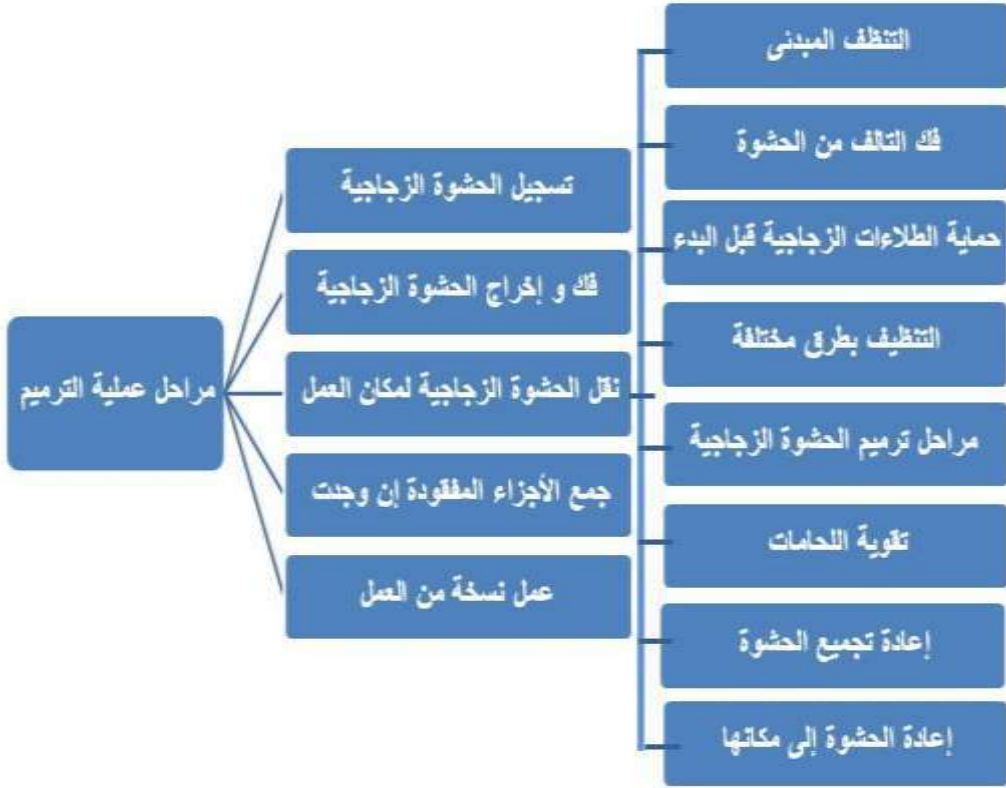 مراحل عملية الترميم
تسجيل الحشوة الزجاجية
فك و إخراج الحشوة الزجاجية
نقل الحشوة الزجاجية لمكان العمل
جمع الأجزاء المفقودة إن وجدت
عمل نسخة من العمل
التنظف المبدنى
فك التالف من الحشوة
حماية الطلاءات الزجاجية قبل البدء
التنظيف بطرق مختلفة
مراحل ترميم الحشوة الزجاجية
تقوية اللحامات
إعادة تجميع الحشوة
إعادة الحشوة إلى مكانها